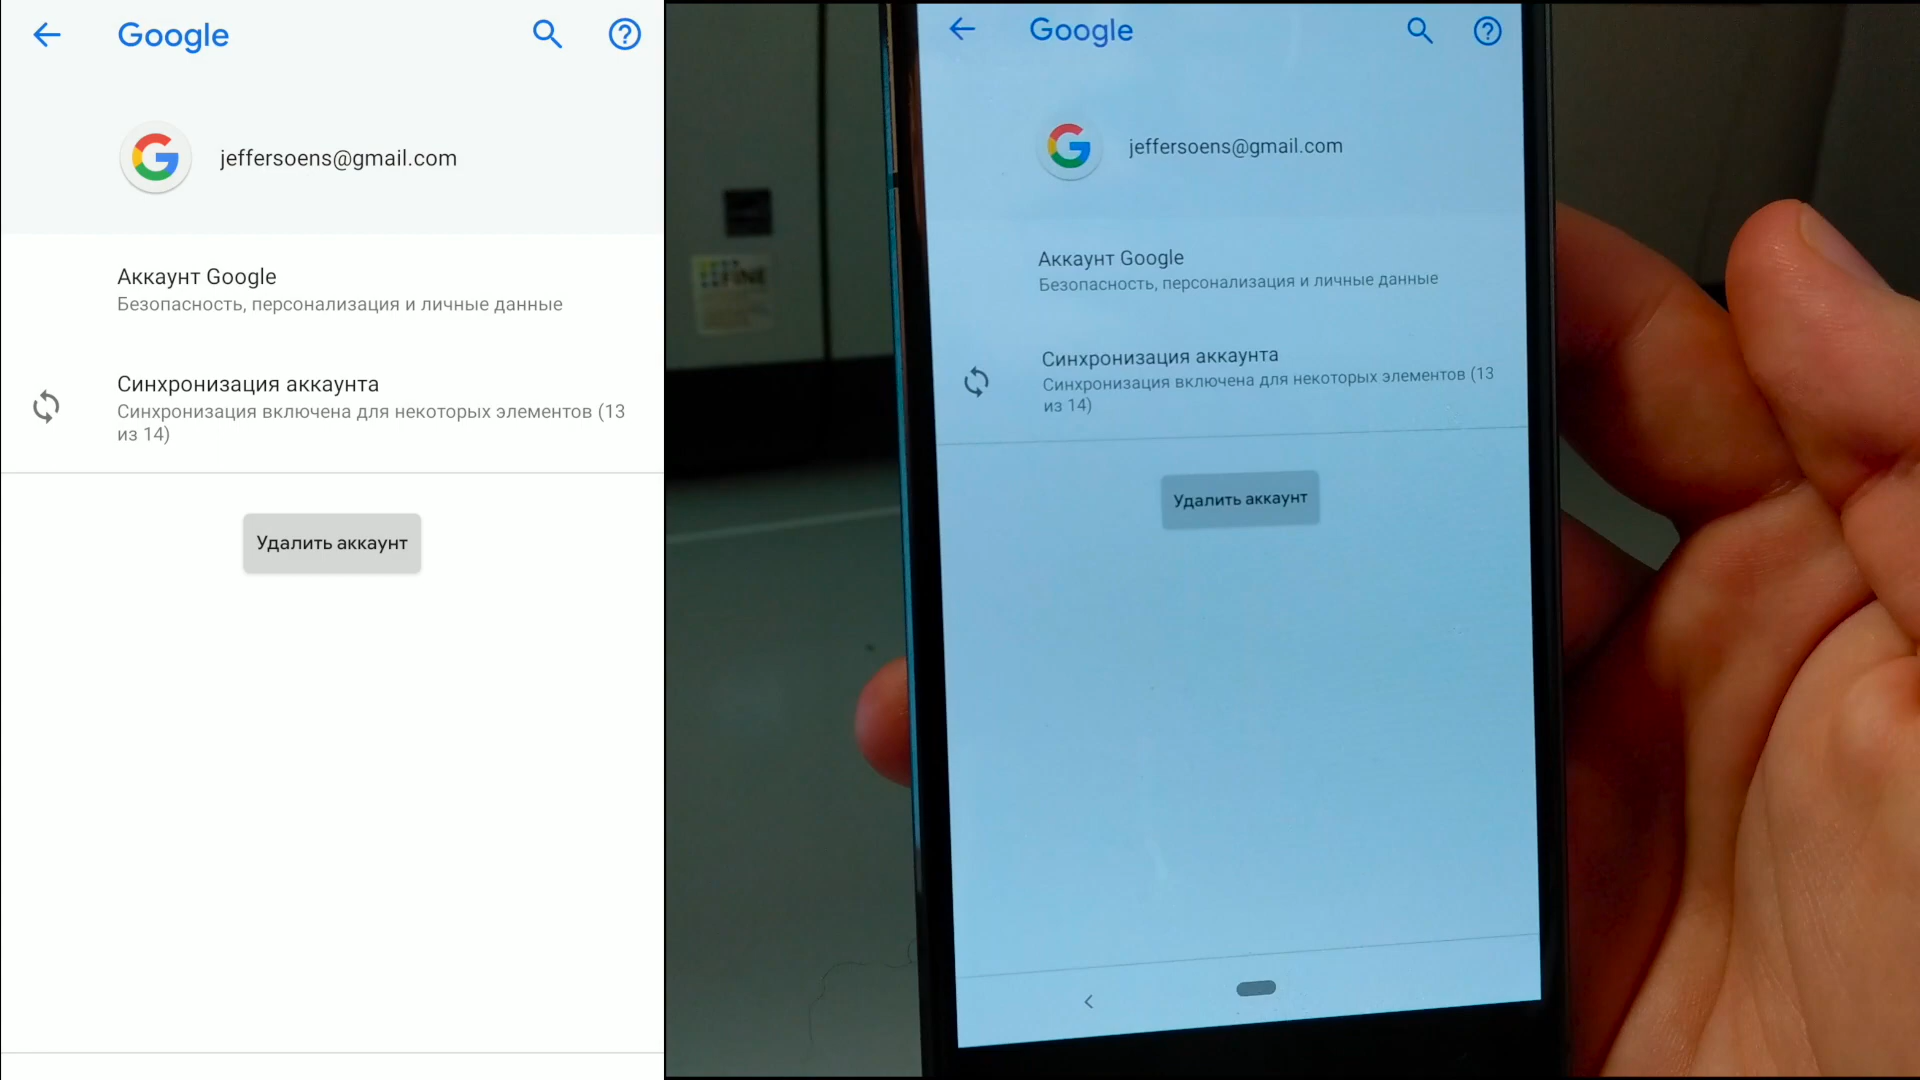 Google
jeffersoens@gmail.com
Аккаунт Google
Безопасность, персонализация и личные данные
Синхронизация аккаунта
Синхронизация включена для некоторых элементов (13
из 14)
Удалить аккаунт
Google
jeffersoens@gmail.com
Аккаунт Google
Безопасность, персонализация и личные данные
Синхронизация аккаунта
Синхронизация включена для некоторых элементов (13
из 14)
Удалить аккаунт